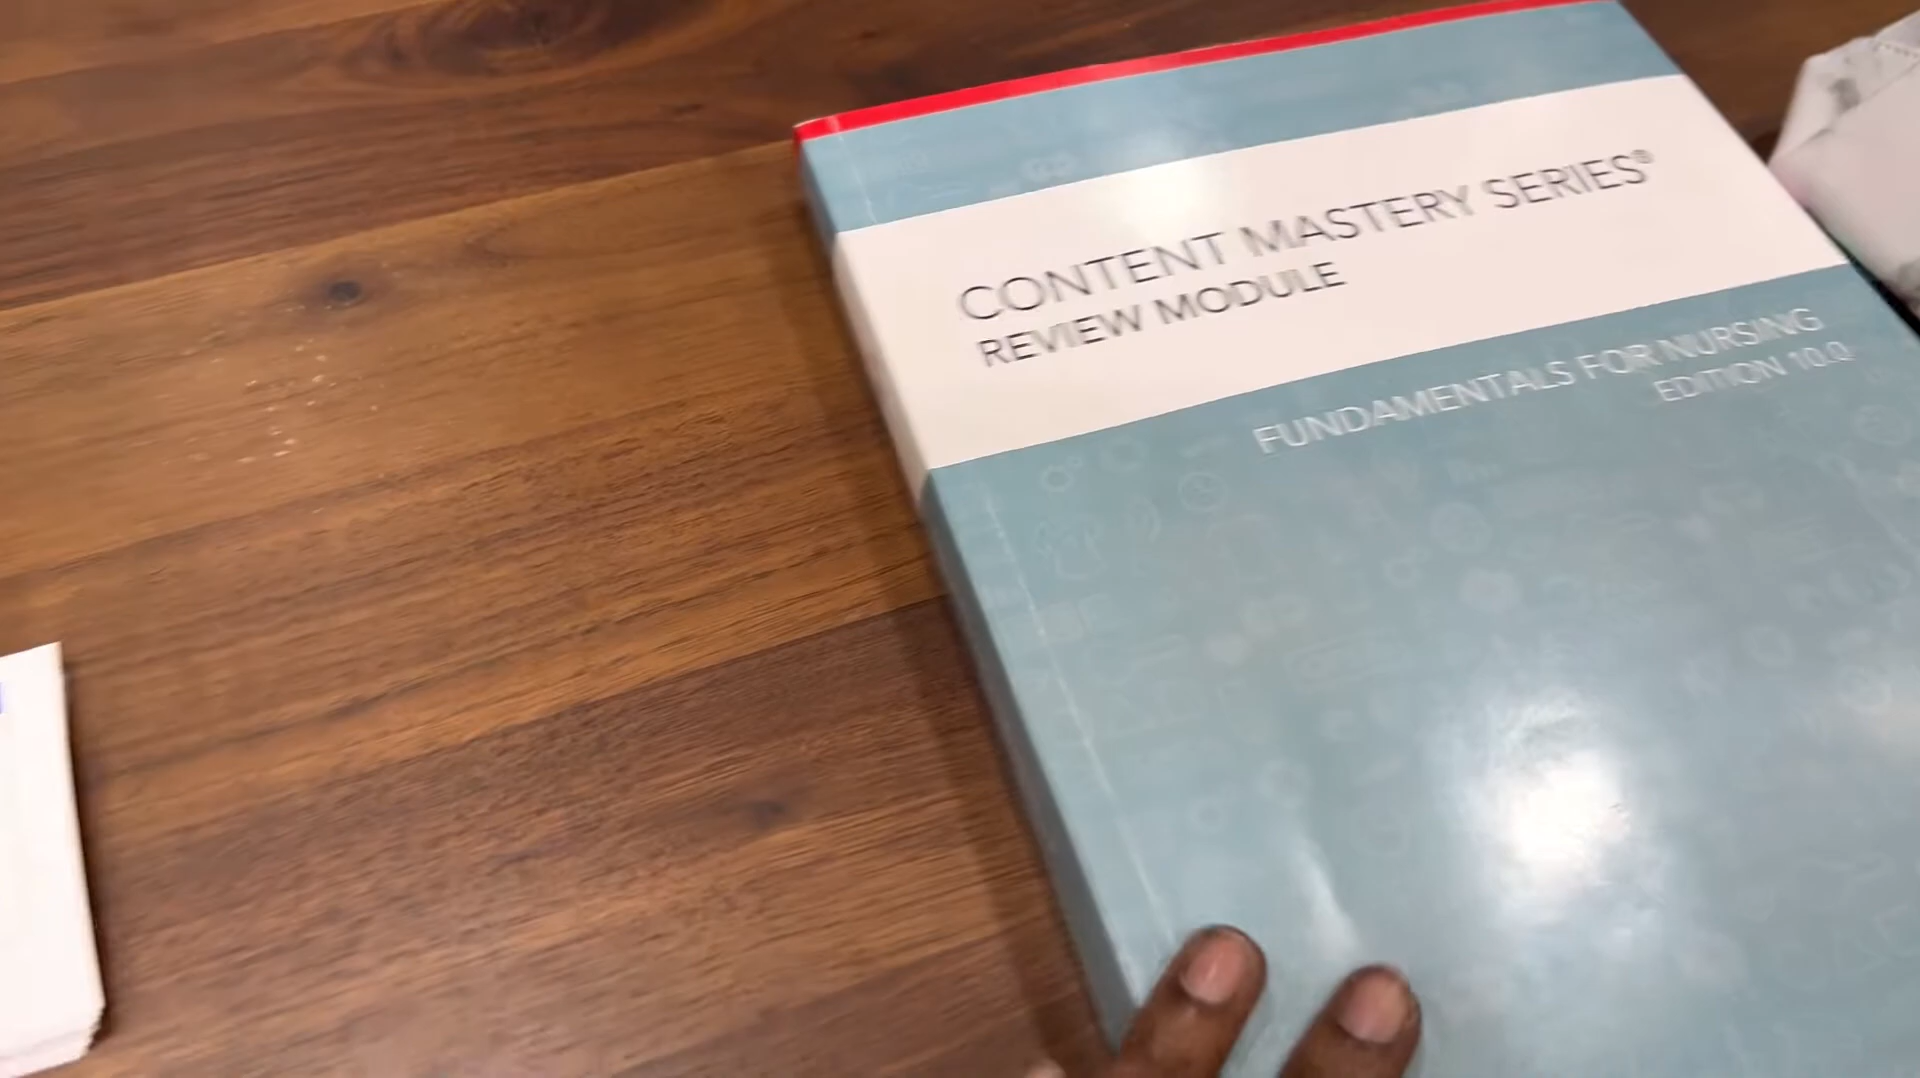 CONTENT MASTERY SERIES®
REVIEW MODULE
FUNDAMENTALS FOR NURSING
EDITION 10.0